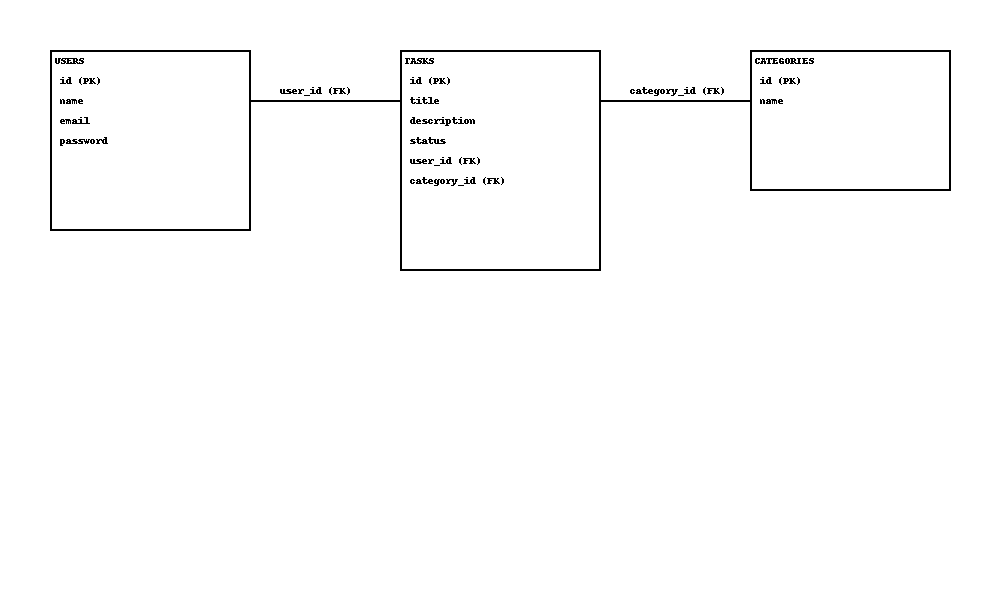 USERS
id (PK)
name
email
password
user_id (FK)
TASKS
id (PK)
title
description
status
user_id (FK)
category_id (FK)
category_id (FK)
CATEGORIES
id (PK)
name